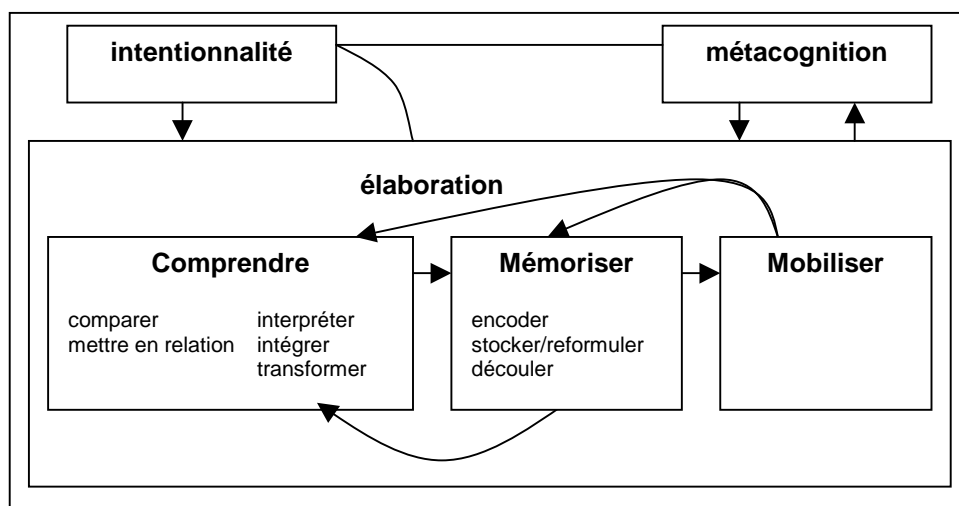 intentionnalité
métacognition
élaboration
Comprendre
comparer
mettre en relation
interpréter
intégrer
transformer
Mémoriser
encoder
stocker/reformuler
découler
Mobiliser